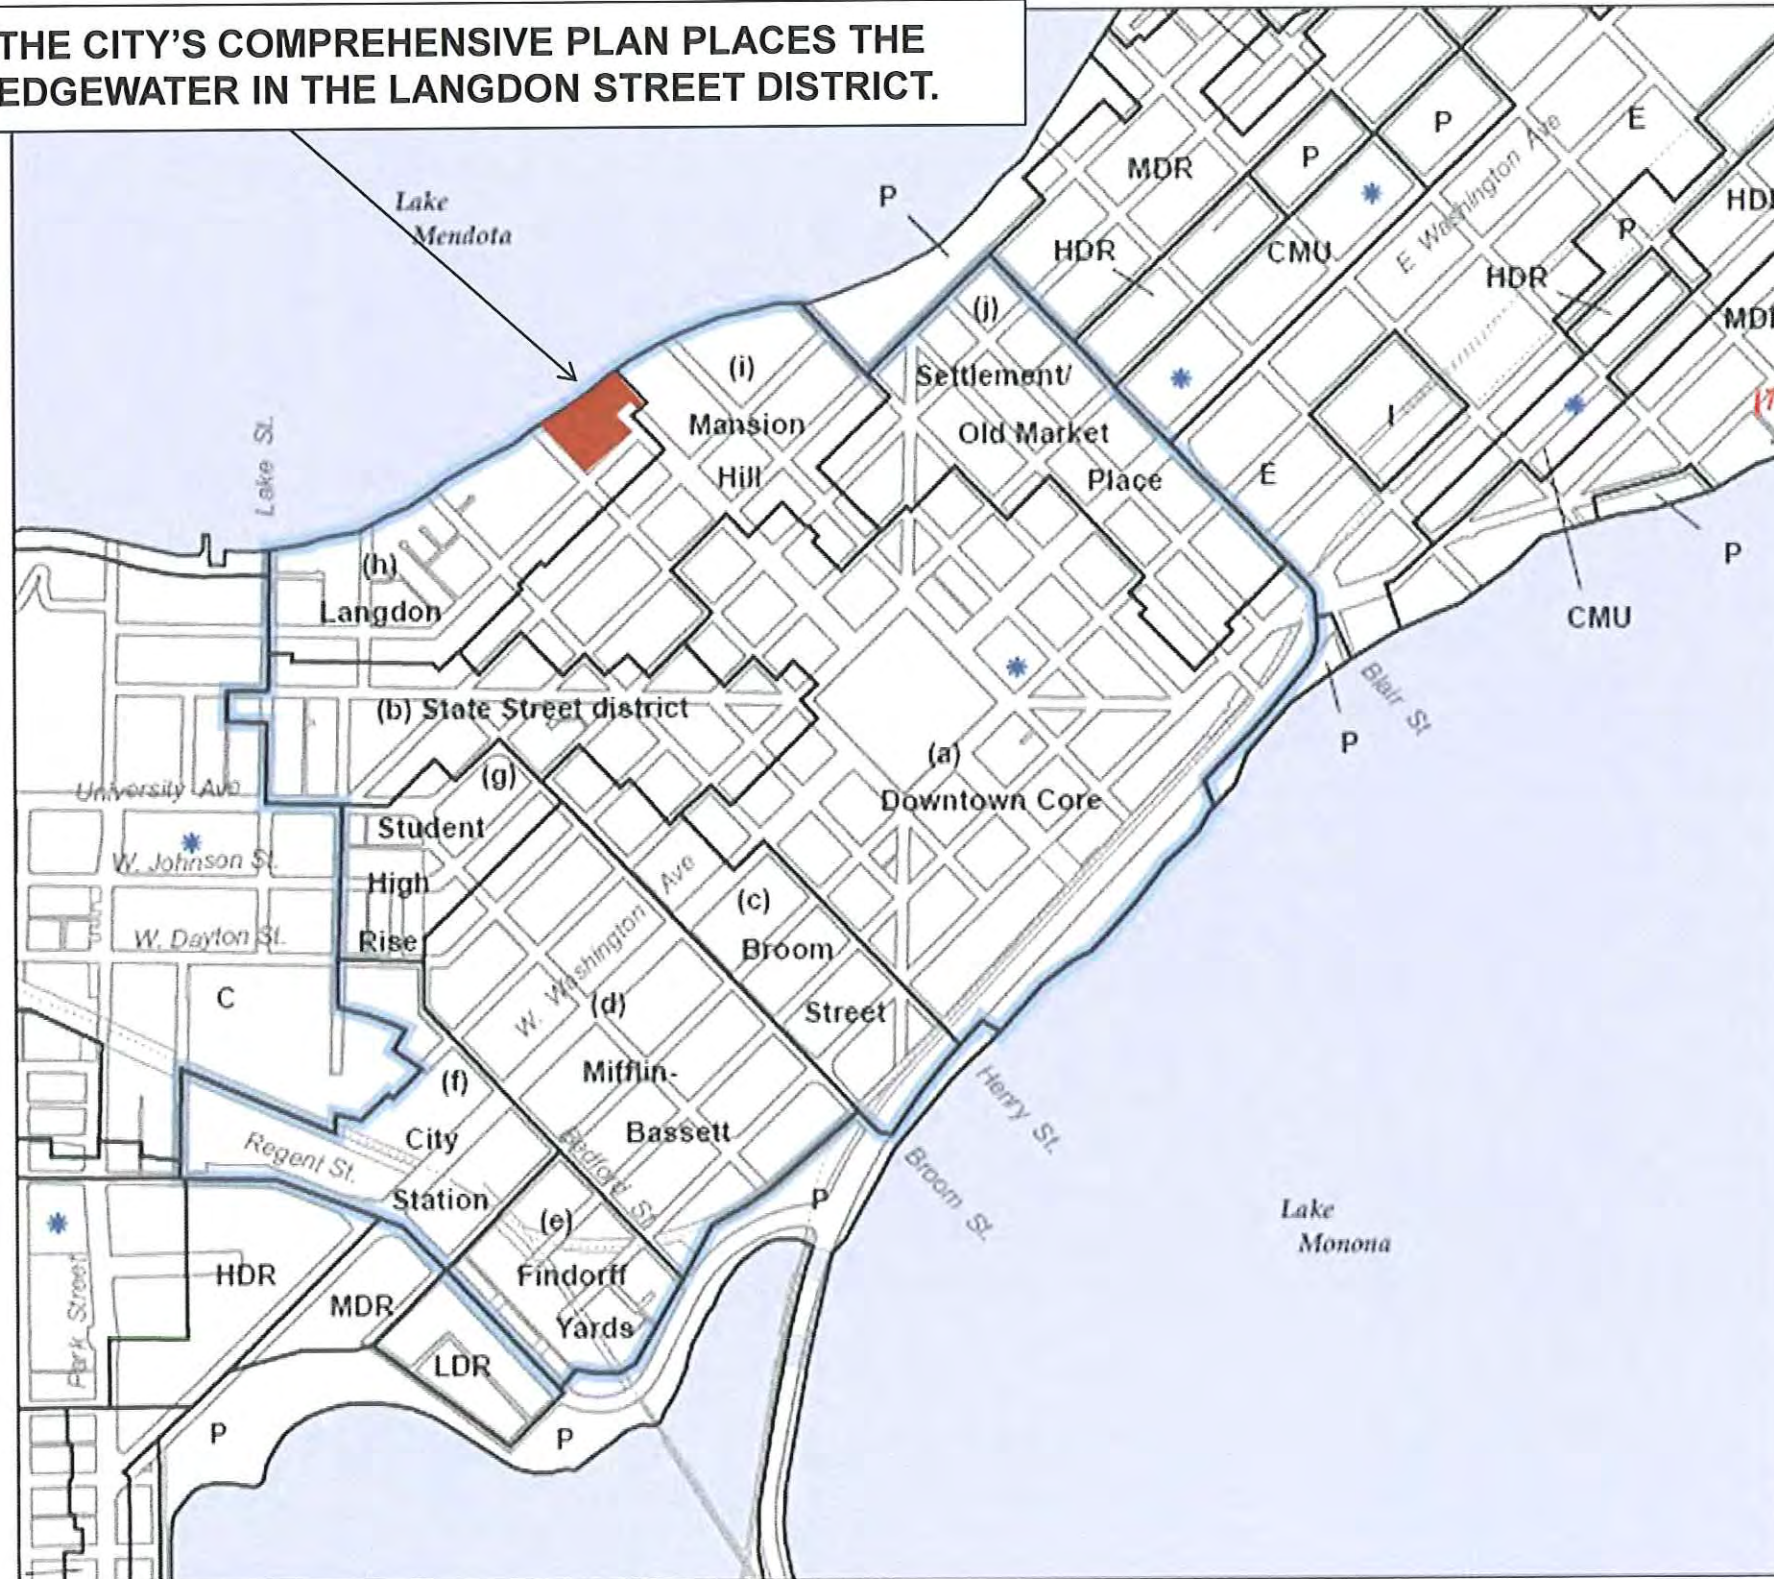 THE CITY'S COMPREHENSIVE PLAN PLACES THE
EDGEWATER IN THE LANGDON STREET DISTRICT.
Lake
Mendota
P
MDR
P
P
E
E Washington Ave
HDR
CMU
P
HDR
Lake St.
(i)
Mansion
Hill
(j)
Settlement/
Old Market
Place
E
I
P
CMU
(h)
Langdon
(b) State Street district
(a)
Downtown Core
P
Blair St
University Ave
W. Johnson St.
W. Dayton St.
(g)
Student
High
Rise
W. Washington Ave
(c)
Broom
Street
C
(d)
Mifflin-
Bassett
(f)
City
Station
Regent St.
Bedford St.
(e)
Findorff
Yards
P
Henry St.
Broom St.
Lake
Monona
HDR
MDR
LDR
Park Street
P
P